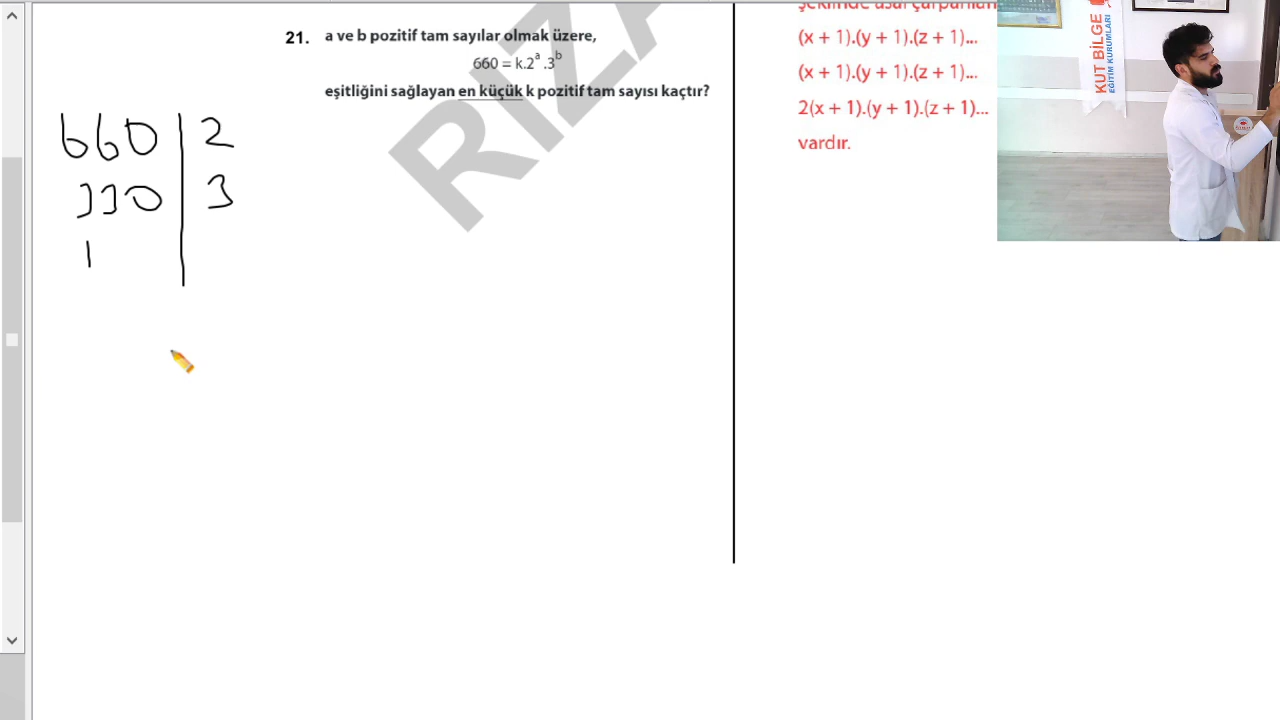 21. a ve b pozitif tam sayılar olmak üzere,
660 = k.2^a.3^b
eşitliğini sağlayan en küçük k pozitif tam sayısı kaçtır?
660 | 2
330 | 3
1 |
RIZA
(x + 1).(y + 1).(z + 1)...
(x + 1).(y + 1).(z + 1)...
2(x + 1).(y + 1).(z + 1)...
vardır.
KUT BİLGE
EĞİTİM KURUMLARI